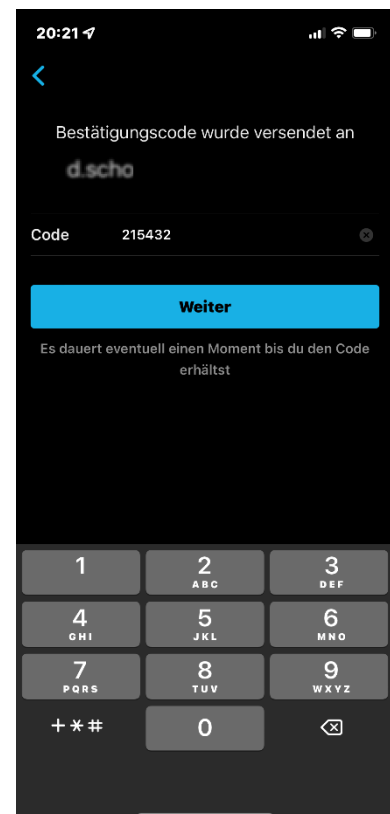 20:21
Bestätigungscode wurde versendet an
d.scho
Code 215432
Weiter
Es dauert eventuell einen Moment bis du den Code
erhältst
1 2 3
ABC DEF
4 5 6
GHI JKL MNO
7 8 9
PQRS TUV WXYZ
+*# 0